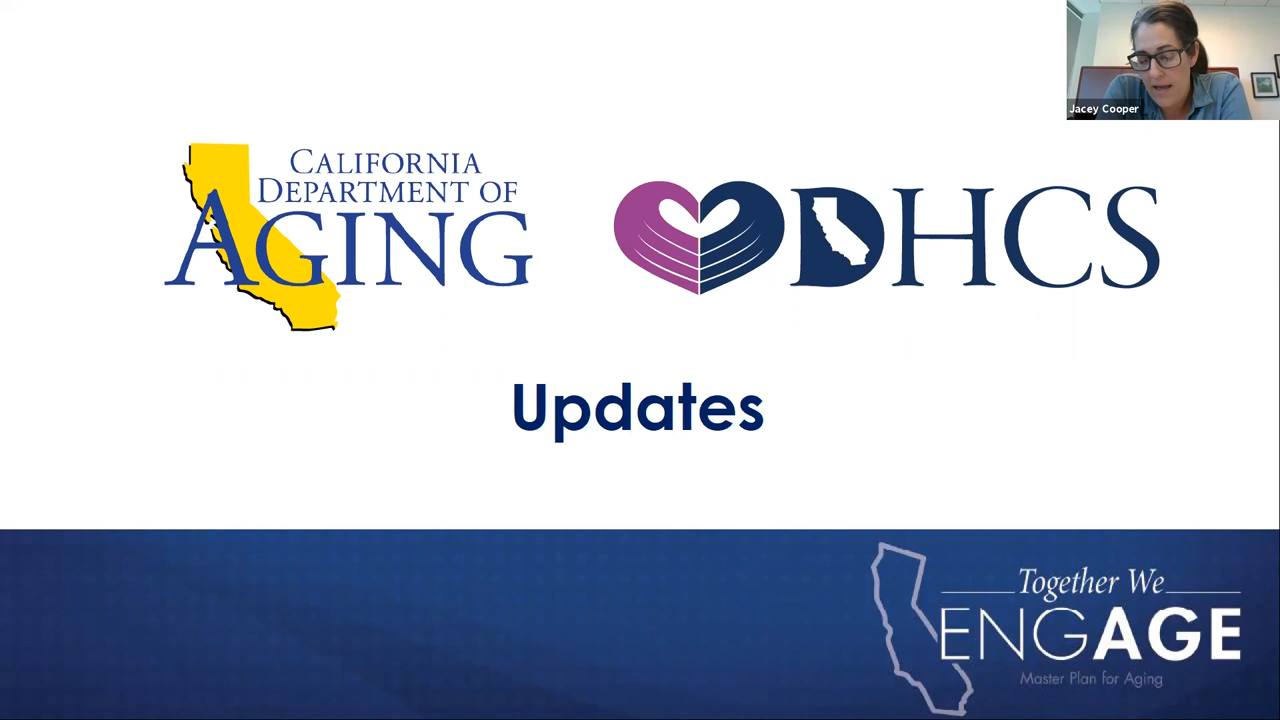 Jacey Cooper
CALIFORNIA
DEPARTMENT OF
AGING
DHCS
Updates
Together We
ENGAGE
Master Plan for Aging